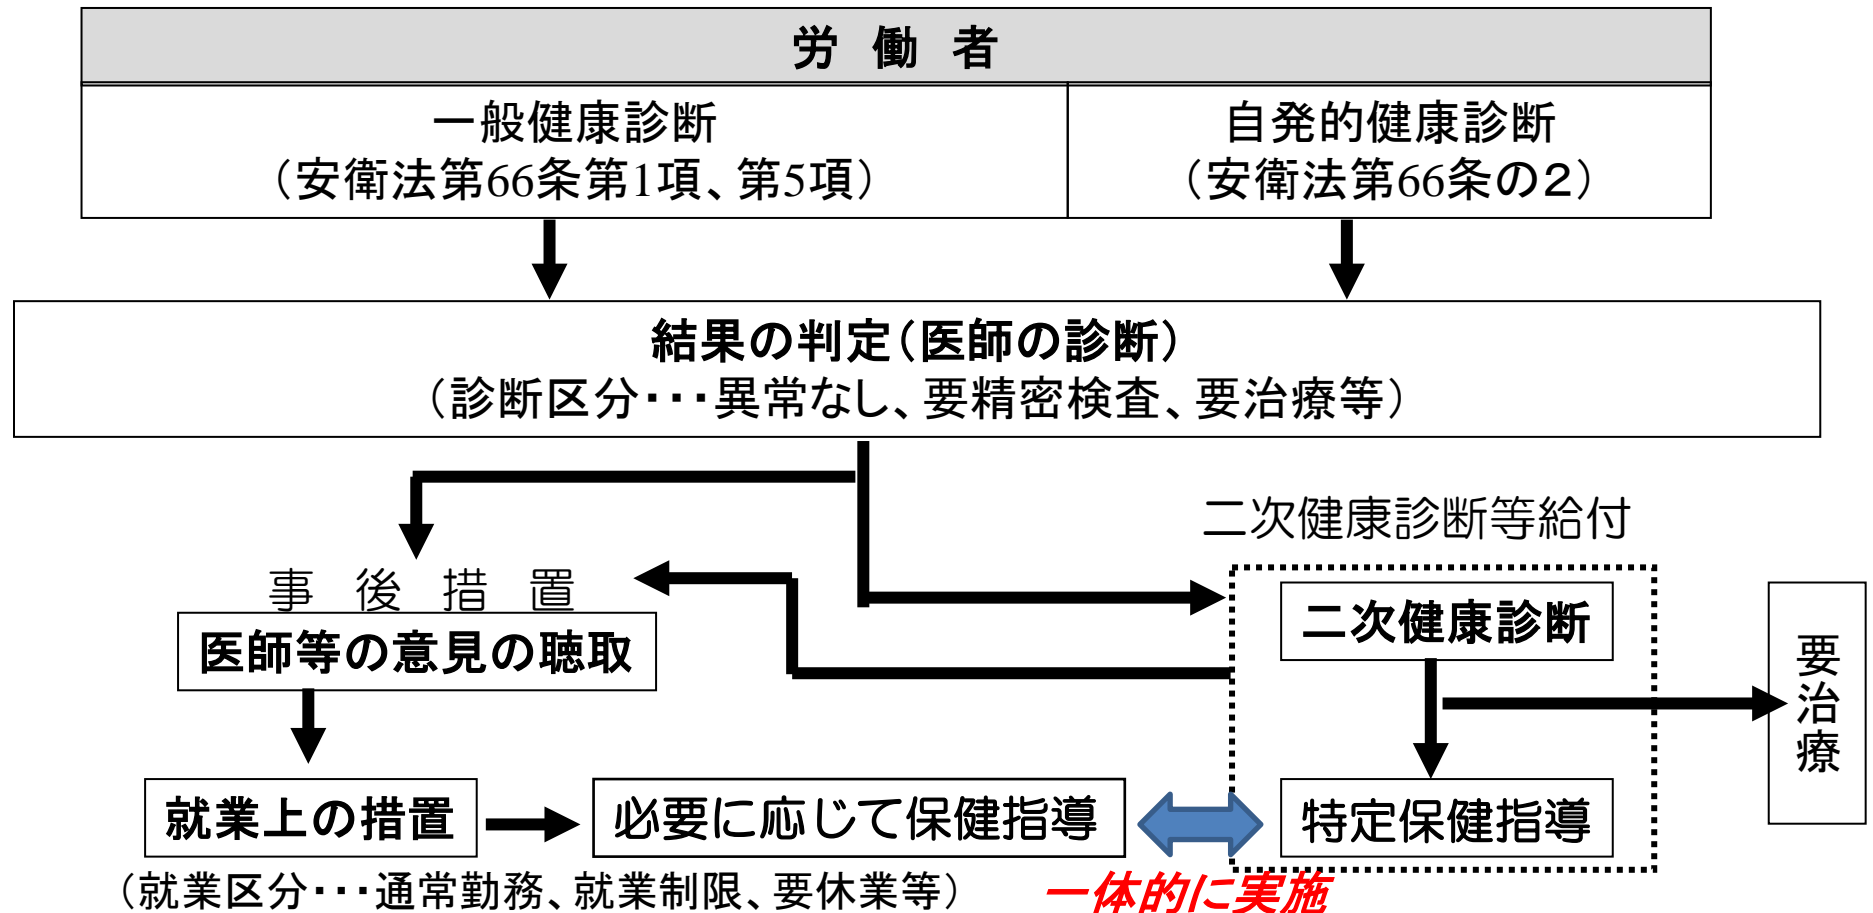 労　働　者
一般健康診断
（安衛法第66条第1項、第5項）
自発的健康診断
（安衛法第66条の２）
結果の判定（医師の診断）
（診断区分・・・異常なし、要精密検査、要治療等）
二次健康診断等給付
事　後　措　置
医師等の意見の聴取
二次健康診断
要治療
就業上の措置
必要に応じて保健指導
特定保健指導
（就業区分・・・通常勤務、就業制限、要休業等）
一体的に実施